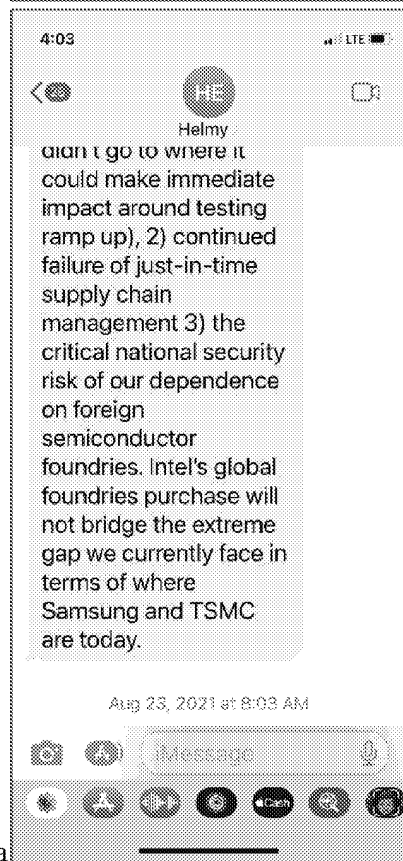 4:03
LTE
HE
Helmy
didn't go to where it
could make immediate
impact around testing
ramp up), 2) continued
failure of just-in-time
supply chain
management 3) the
critical national security
risk of our dependence
on foreign
semiconductor
foundries. Intel's global
foundries purchase will
not bridge the extreme
gap we currently face in
terms of where
Samsung and TSMC
are today.
Aug 23, 2021 at 8:03 AM
iMessage
Cash
a